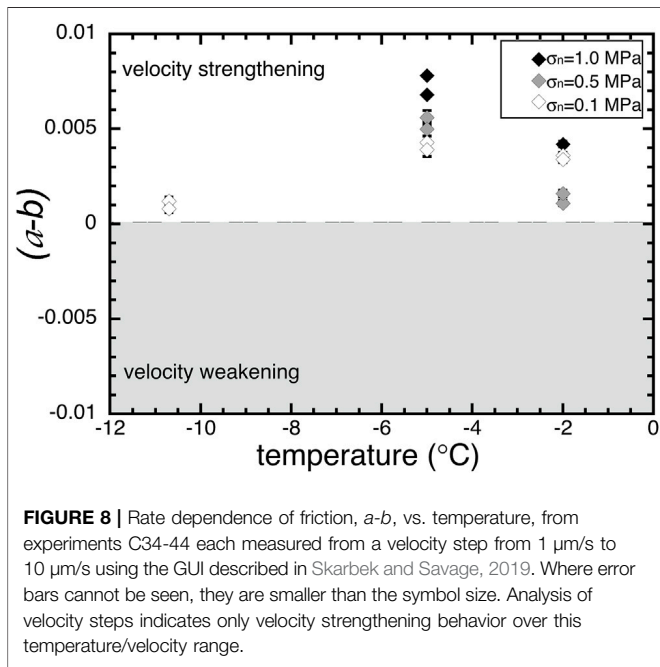 0.01
velocity strengthening
σn=1.0 MPa
σn=0.5 MPa
σn=0.1 MPa
0.005
(a-b)
0
-0.005
velocity weakening
-0.01
-12 -10 -8 -6 -4 -2 0
temperature (°C)
FIGURE 8 | Rate dependence of friction, a-b, vs. temperature, from
experiments C34-44 each measured from a velocity step from 1 μm/s to
10 μm/s using the GUI described in Skarbek and Savage, 2019. Where error
bars cannot be seen, they are smaller than the symbol size. Analysis of
velocity steps indicates only velocity strengthening behavior over this
temperature/velocity range.